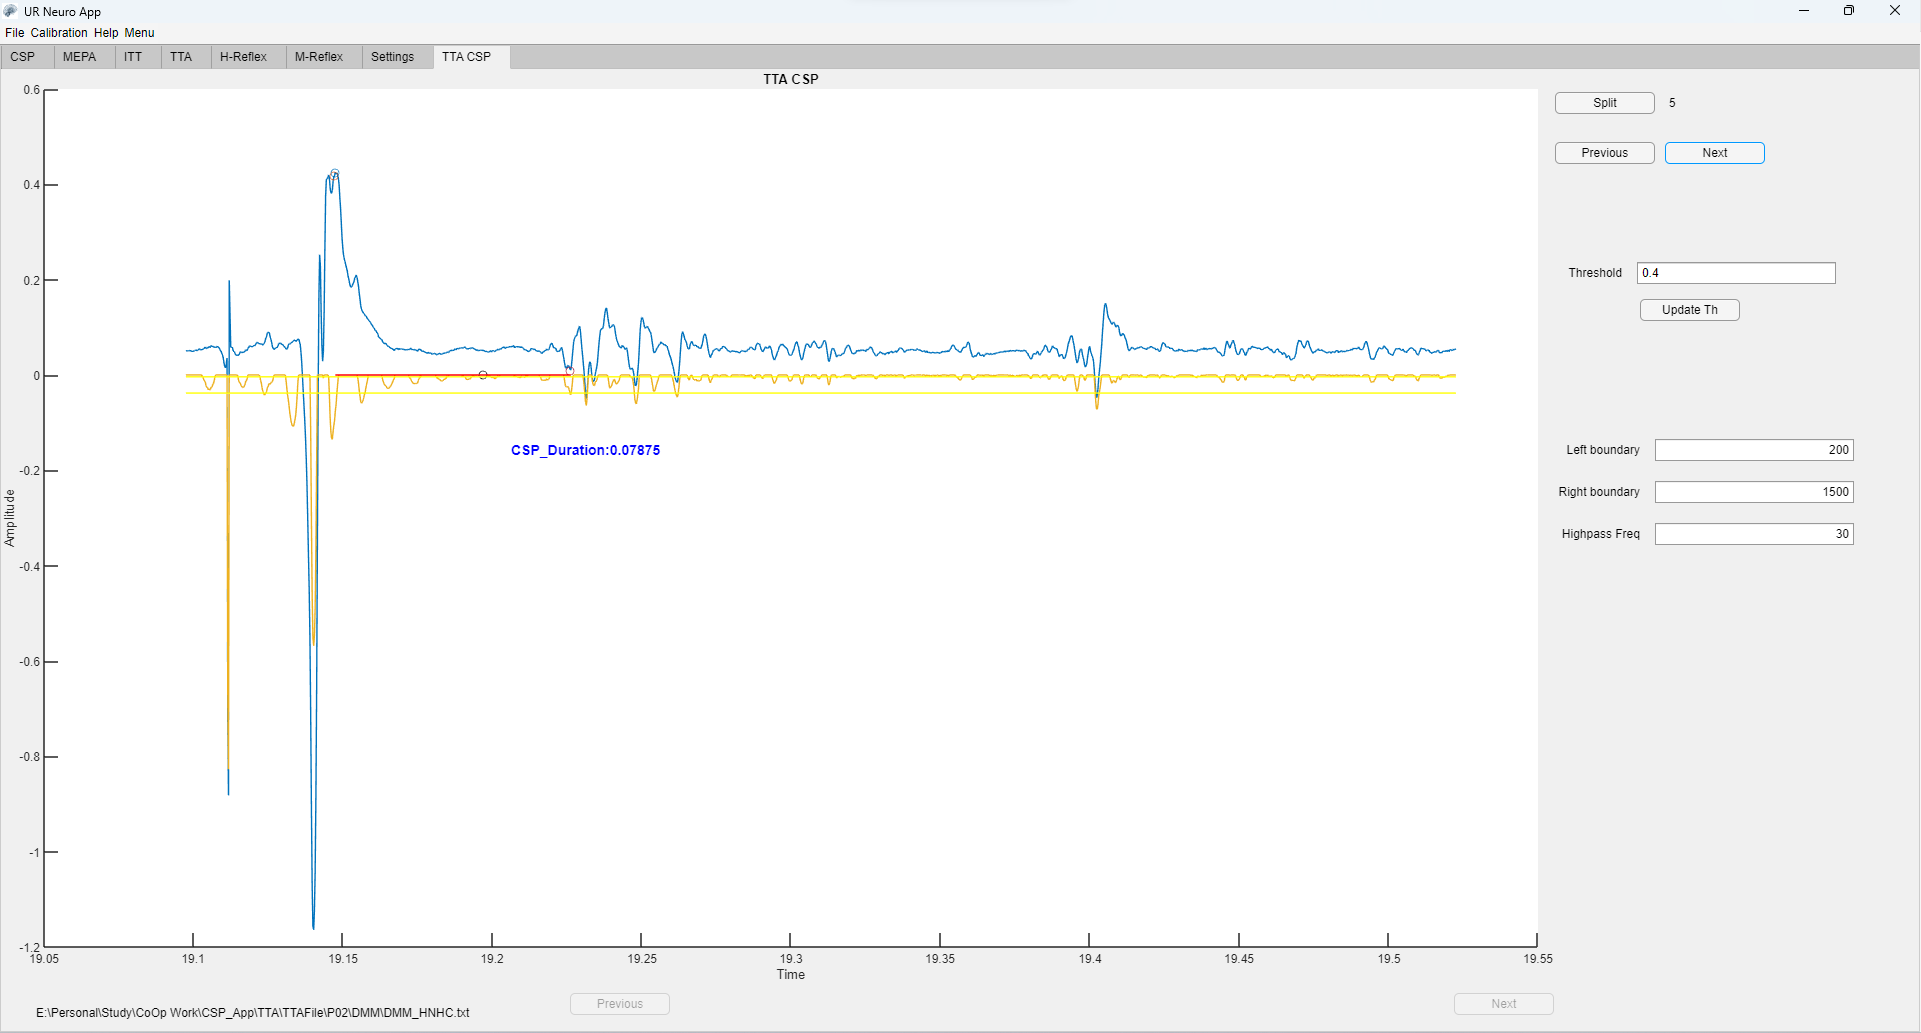 UR Neuro App
File Calibration Help Menu
CSP MEPA ITT TTA H-Reflex M-Reflex Settings TTA CSP
TTA CSP
0.6
0.4
0.2
0
-0.2
-0.4
-0.6
-0.8
-1
-1.2
Amplitude
CSP_Duration:0.07875
19.05 19.1 19.15 19.2 19.25 19.3 19.35 19.4 19.45 19.5 19.55
Time
Split 5
Previous Next
Threshold 0.4
Update Th
Left boundary 200
Right boundary 1500
Highpass Freq 30
Previous Next
E:\Personal\Study\CoOp Work\CSP_App\TTA\TTAFile\P02\DMM\DMM_HNHC.txt